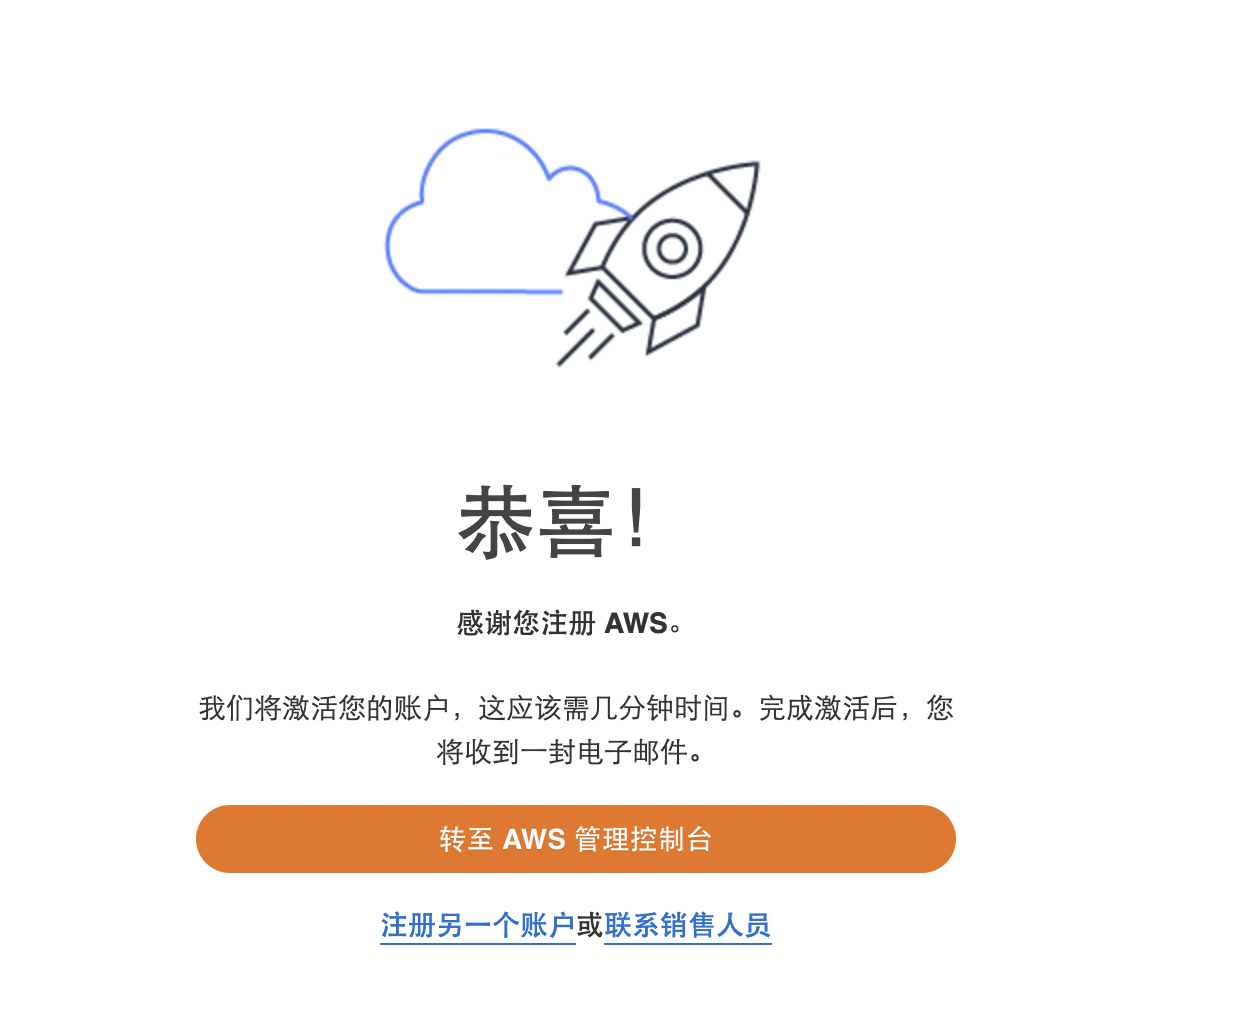 恭喜！
感谢您注册 AWS。
我们将激活您的账户，这应该需几分钟时间。完成激活后，您
将收到一封电子邮件。
转至 AWS 管理控制台
注册另一个账户或联系销售人员